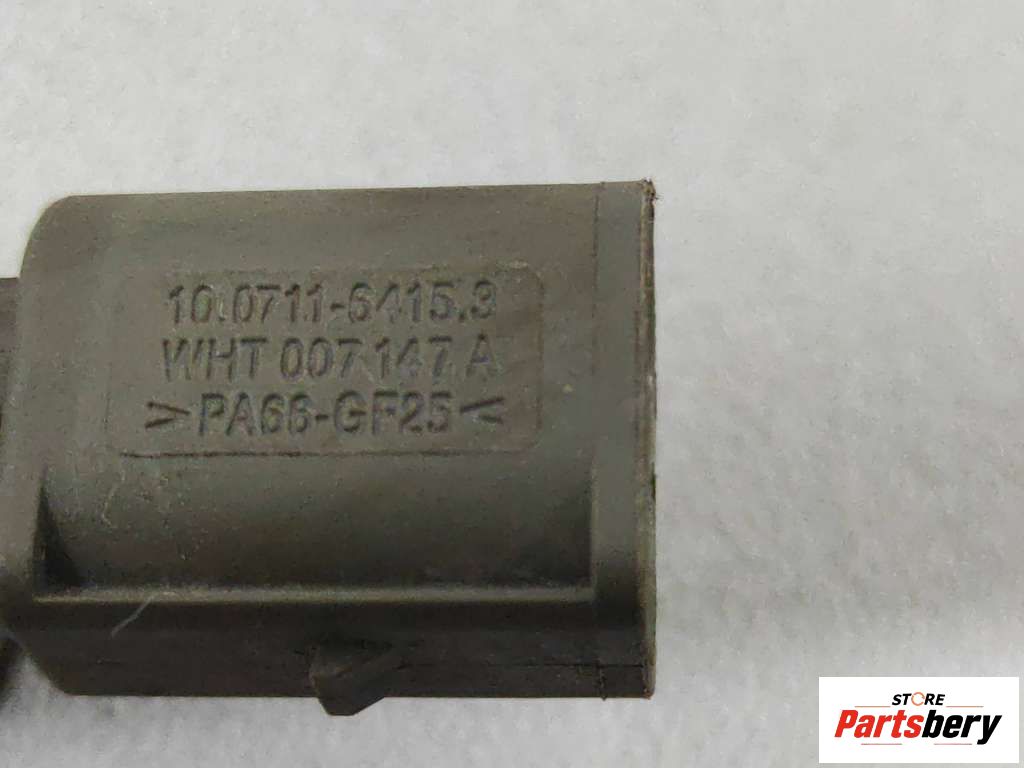 10.0711-6415.3
WHT 007 147 A
>PA66-GF25<
STORE
Partsbery